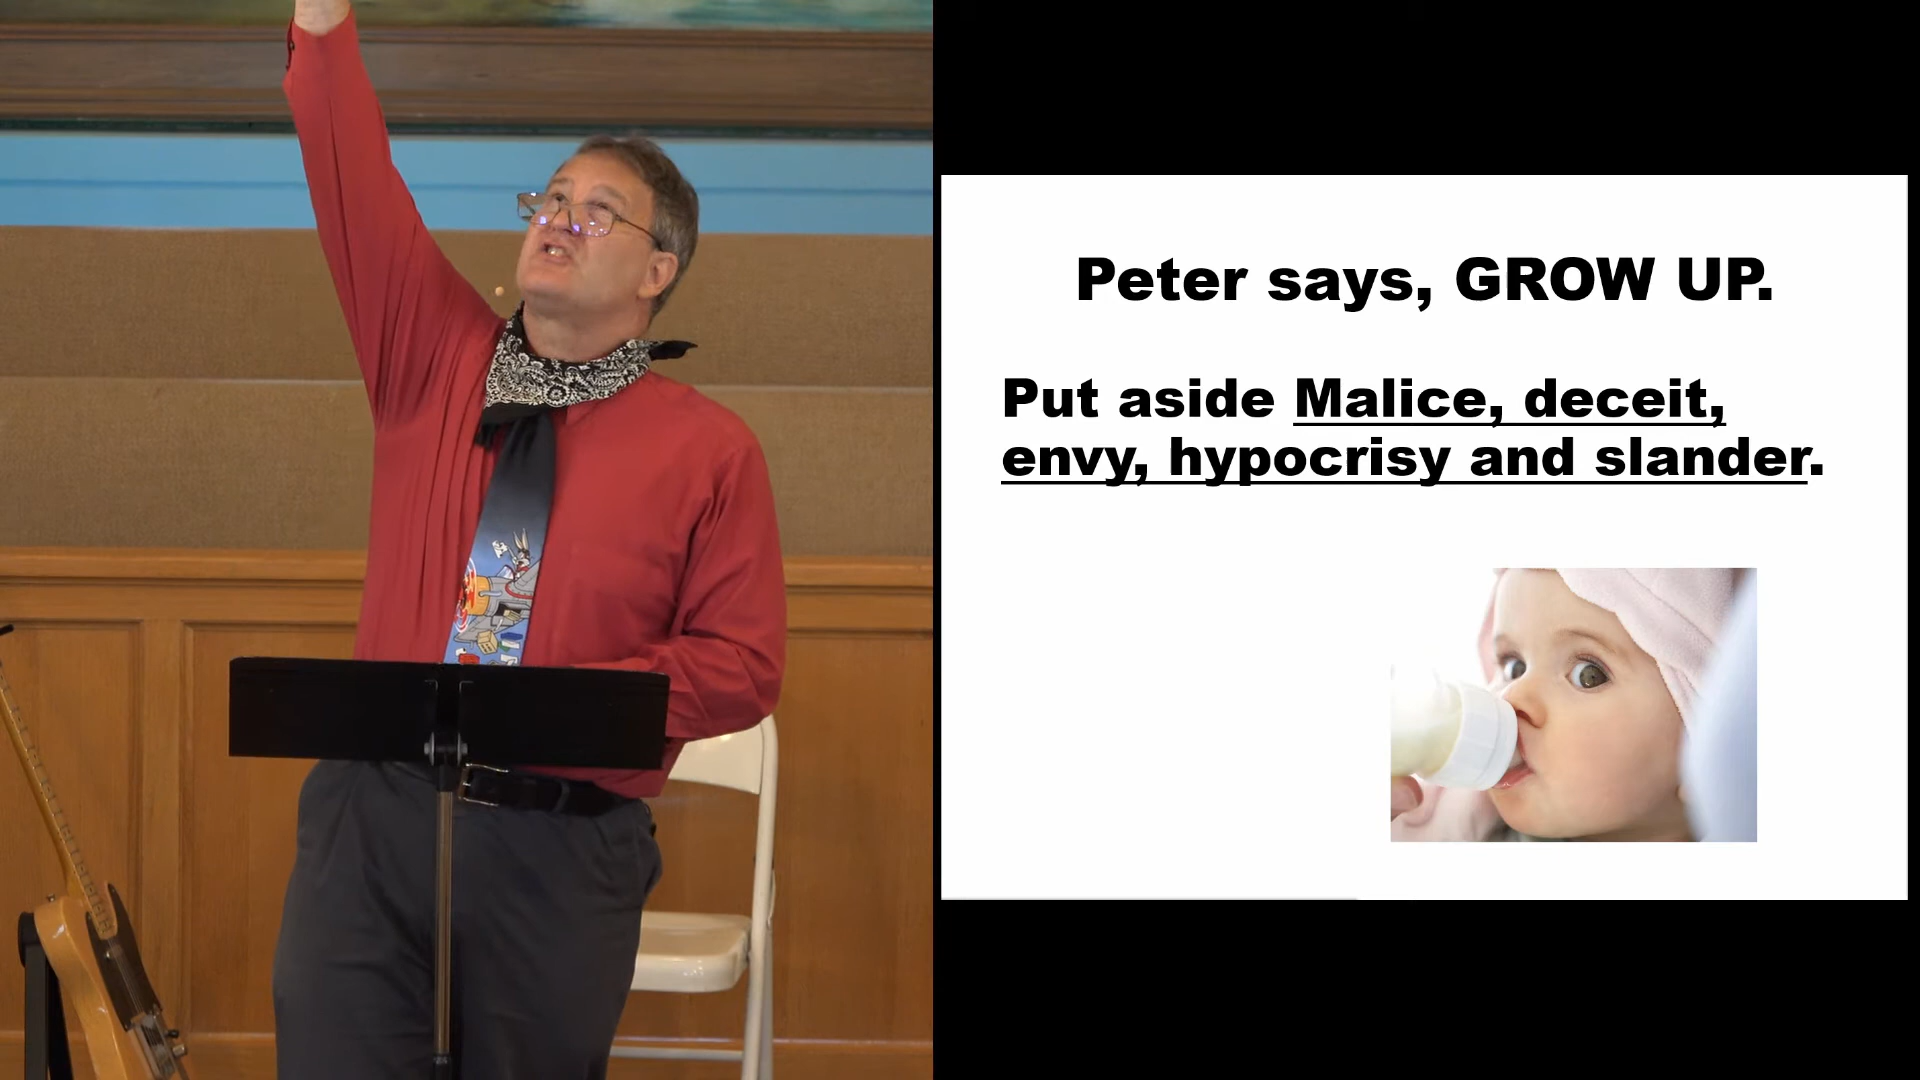 Peter says, GROW UP.
Put aside Malice, deceit,
envy, hypocrisy and slander.